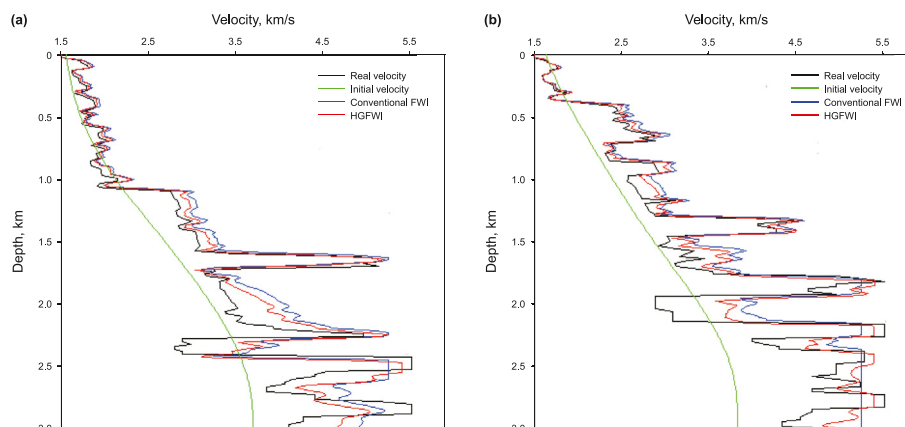 (a)
Velocity, km/s
1.5 2.5 3.5 4.5 5.5
0
0.5
1.0
1.5
2.0
2.5
Depth, km
Real velocity
Initial velocity
Conventional FWI
HGFWI
(b)
Velocity, km/s
1.5 2.5 3.5 4.5 5.5
0
0.5
1.0
1.5
2.0
2.5
Depth, km
Real velocity
Initial velocity
Conventional FWI
HGFWI